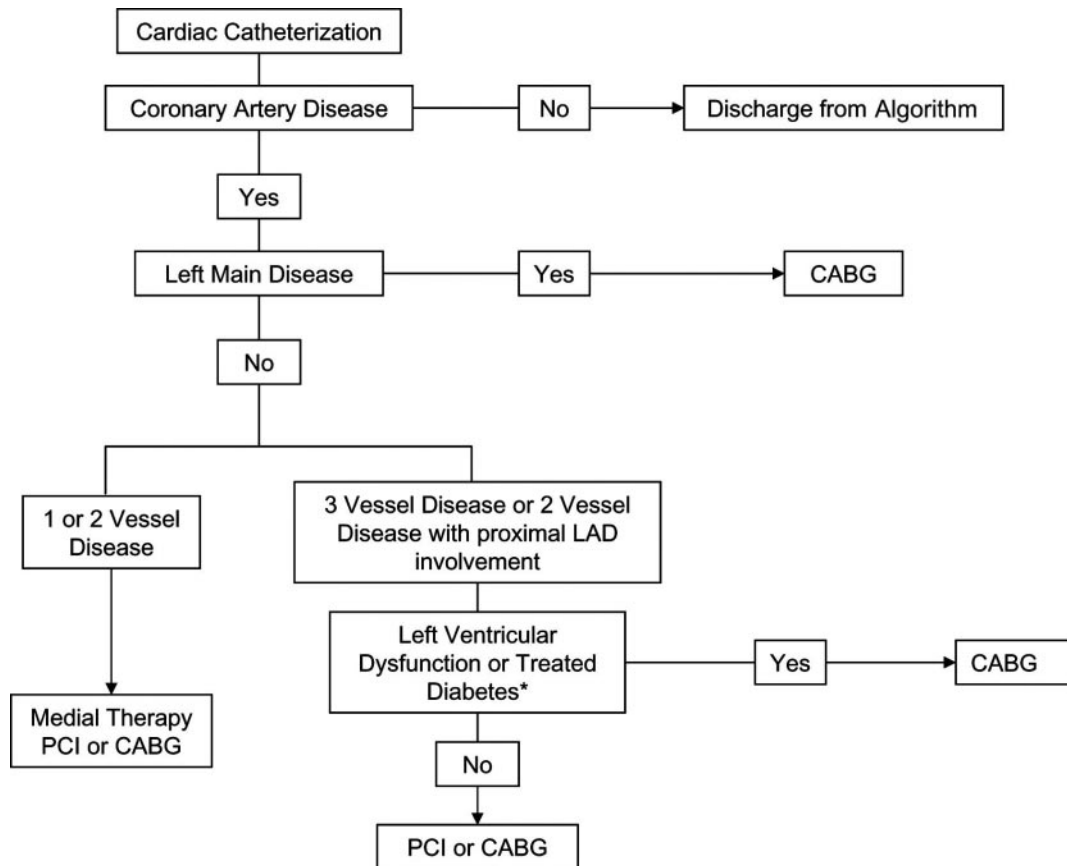 Cardiac Catheterization
Coronary Artery Disease
No
Discharge from Algorithm
Yes
Left Main Disease
Yes
CABG
No
1 or 2 Vessel
Disease
3 Vessel Disease or 2 Vessel
Disease with proximal LAD
involvement
Left Ventricular
Dysfunction or Treated
Diabetes*
Yes
CABG
Medial Therapy
PCI or CABG
No
PCI or CABG